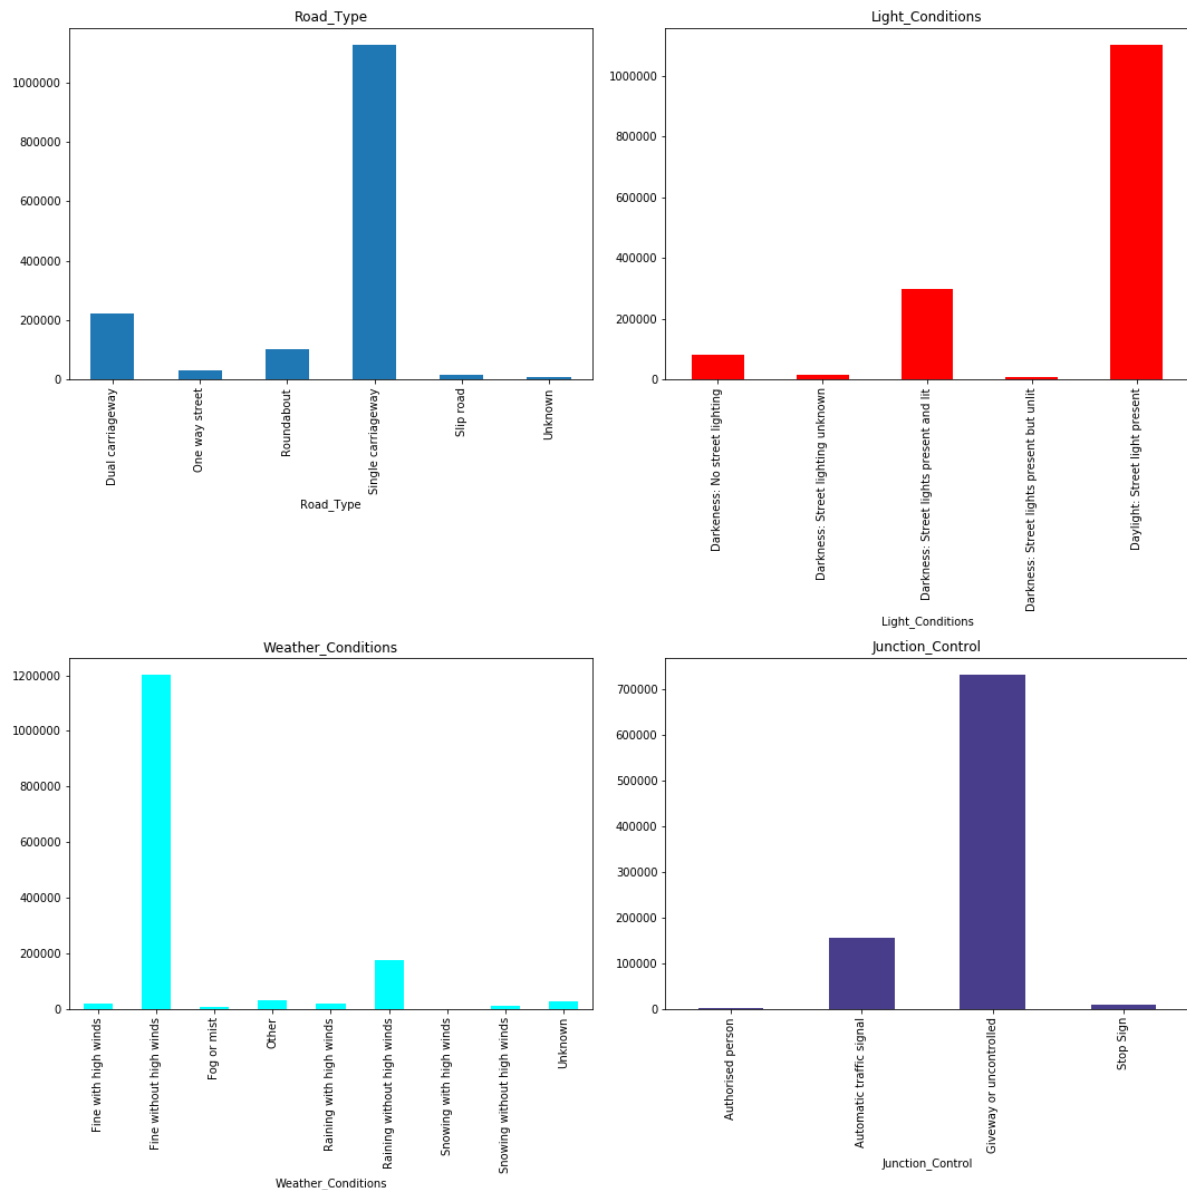 Road_Type
1000000
800000
600000
400000
200000
0
Dual carriageway
One way street
Roundabout
Single carriageway
Slip road
Unknown
Road_Type
Light_Conditions
1000000
800000
600000
400000
200000
0
Darkeness: No street lighting
Darkness: Street lighting unknown
Darkness: Street lights present and lit
Darkness: Street lights present but unlit
Daylight: Street light present
Light_Conditions
Weather_Conditions
1200000
1000000
800000
600000
400000
200000
0
Fine with high winds
Fine without high winds
Fog or mist
Other
Raining with high winds
Raining without high winds
Snowing with high winds
Snowing without high winds
Unknown
Weather_Conditions
Junction_Control
700000
600000
500000
400000
300000
200000
100000
0
Authorised person
Automatic traffic signal
Giveway or uncontrolled
Stop Sign
Junction_Control